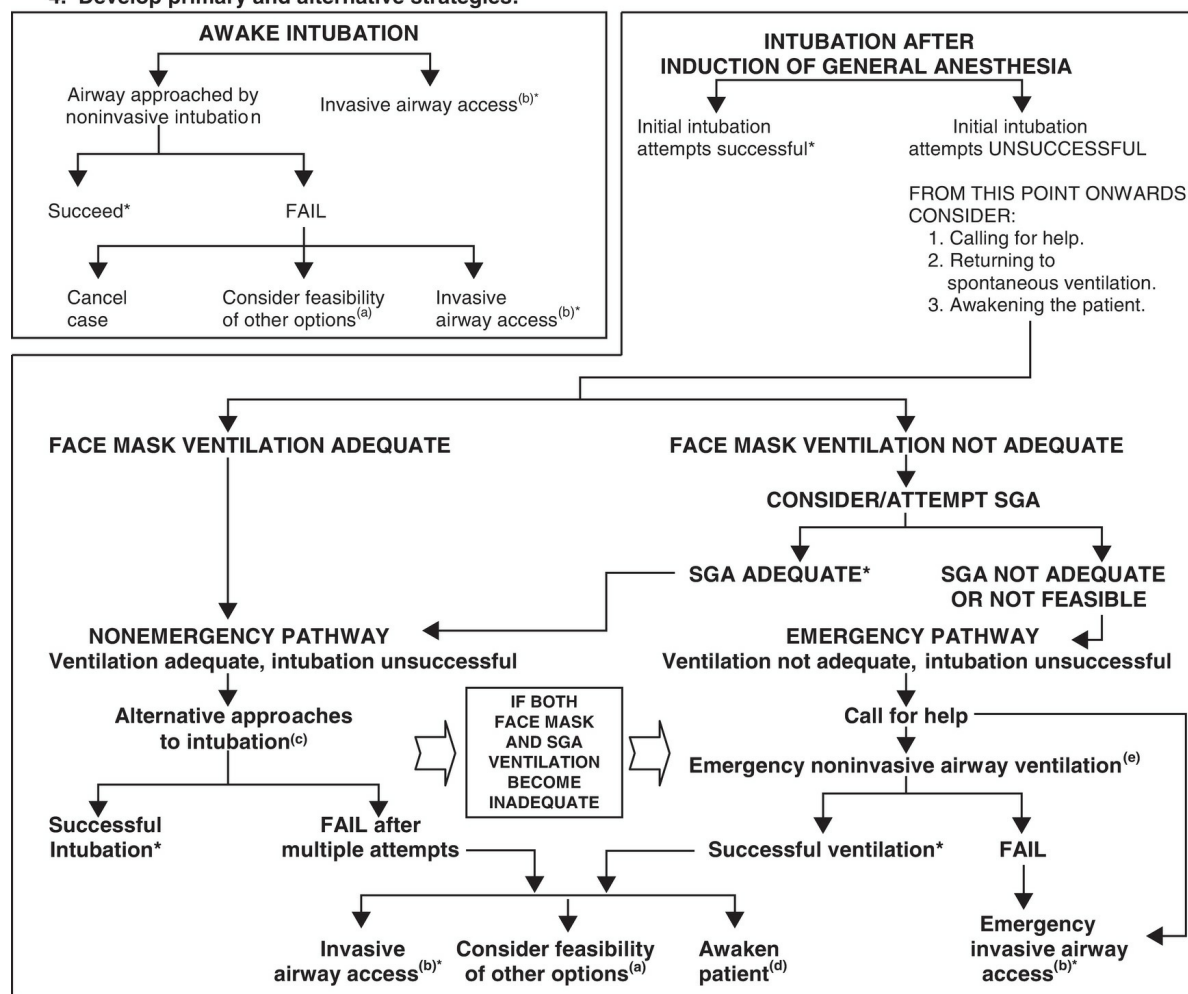 4. Develop primary and alternative strategies:
AWAKE INTUBATION
Airway approached by
noninvasive intubation
Invasive airway access(b)*
Succeed*
FAIL
Cancel
case
Consider feasibility
of other options(a)
Invasive
airway access(b)*
INTUBATION AFTER
INDUCTION OF GENERAL ANESTHESIA
Initial intubation
attempts successful*
Initial intubation
attempts UNSUCCESSFUL
FROM THIS POINT ONWARDS
CONSIDER:
1. Calling for help.
2. Returning to
spontaneous ventilation.
3. Awakening the patient.
FACE MASK VENTILATION ADEQUATE
FACE MASK VENTILATION NOT ADEQUATE
CONSIDER/ATTEMPT SGA
SGA ADEQUATE*
SGA NOT ADEQUATE
OR NOT FEASIBLE
NONEMERGENCY PATHWAY
Ventilation adequate, intubation unsuccessful
EMERGENCY PATHWAY
Ventilation not adequate, intubation unsuccessful
Alternative approaches
to intubation(c)
IF BOTH
FACE MASK
AND SGA
VENTILATION
BECOME
INADEQUATE
Call for help
Emergency noninvasive airway ventilation(e)
Successful
Intubation*
FAIL after
multiple attempts
Successful ventilation*
FAIL
Invasive
airway access(b)*
Consider feasibility
of other options(a)
Awaken
patient(d)
Emergency
invasive airway
access(b)*